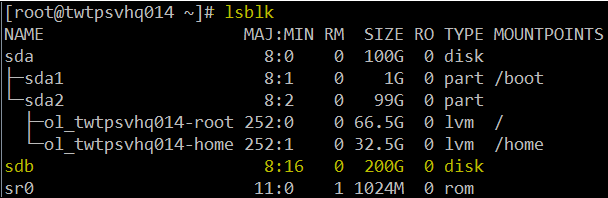 [root@twtpsvhq014 ~]# lsblk
NAME                     MAJ:MIN RM  SIZE RO TYPE MOUNTPOINTS
sda                        8:0    0  100G  0 disk
├─sda1                     8:1    0    1G  0 part /boot
└─sda2                     8:2    0   99G  0 part
  ├─ol_twtpsvhq014-root 252:0    0 66.5G  0 lvm  /
  └─ol_twtpsvhq014-home 252:1    0 32.5G  0 lvm  /home
sdb                        8:16   0  200G  0 disk
sr0                       11:0    1 1024M  0 rom